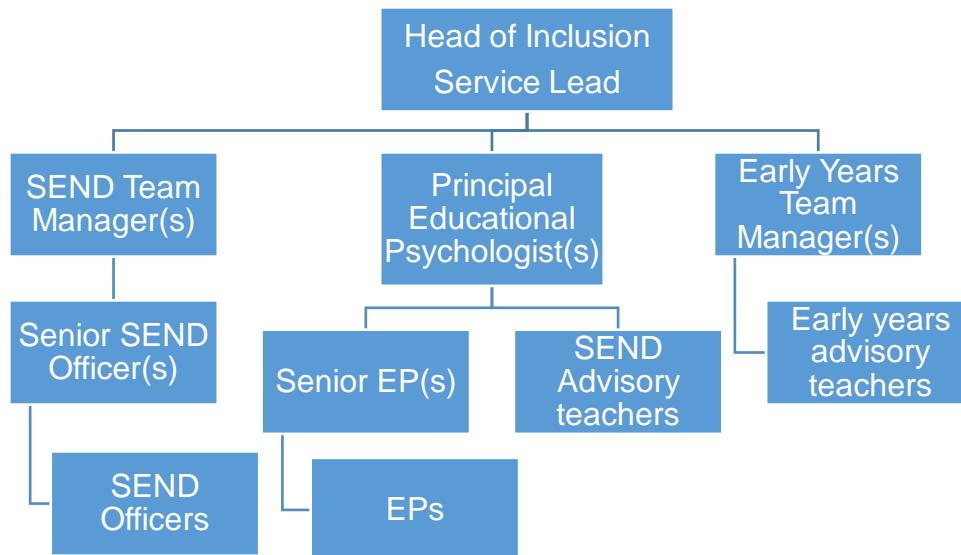 Head of Inclusion
Service Lead
SEND Team
Manager(s)
Principal
Educational
Psychologist(s)
Early Years
Team
Manager(s)
Senior SEND
Officer(s)
Senior EP(s)
SEND
Advisory
teachers
Early years
advisory
teachers
SEND
Officers
EPs